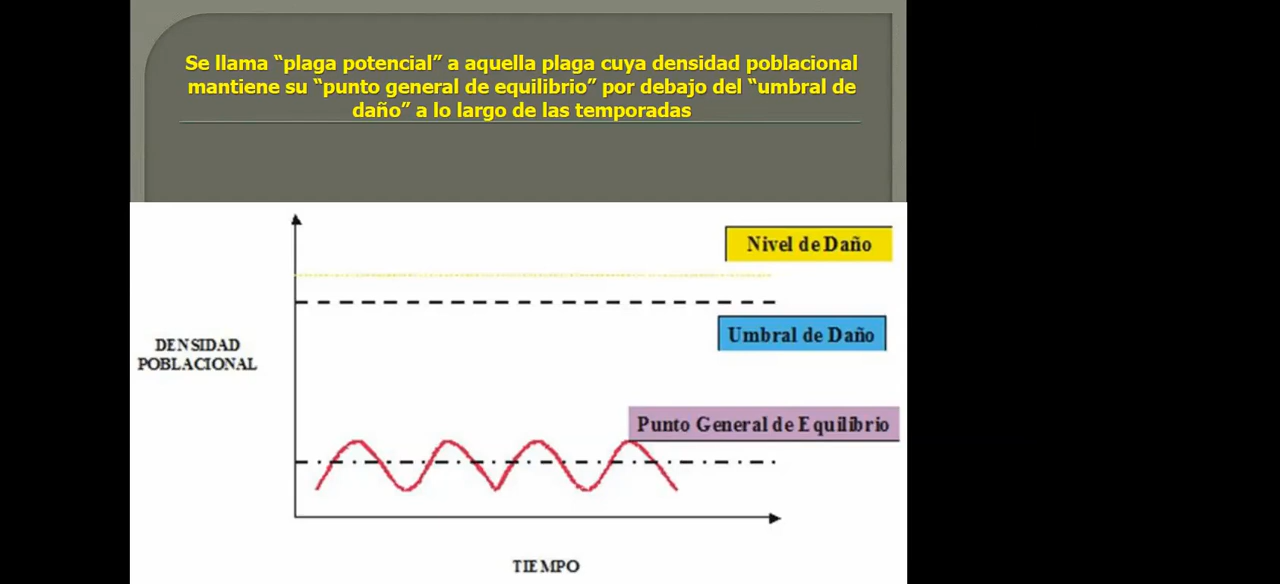 Se llama “plaga potencial” a aquella plaga cuya densidad poblacional
mantiene su “punto general de equilibrio” por debajo del “umbral de
daño” a lo largo de las temporadas
Nivel de Daño
Umbral de Daño
DENSIDAD
POBLACIONAL
Punto General de Equilibrio
TIEMPO